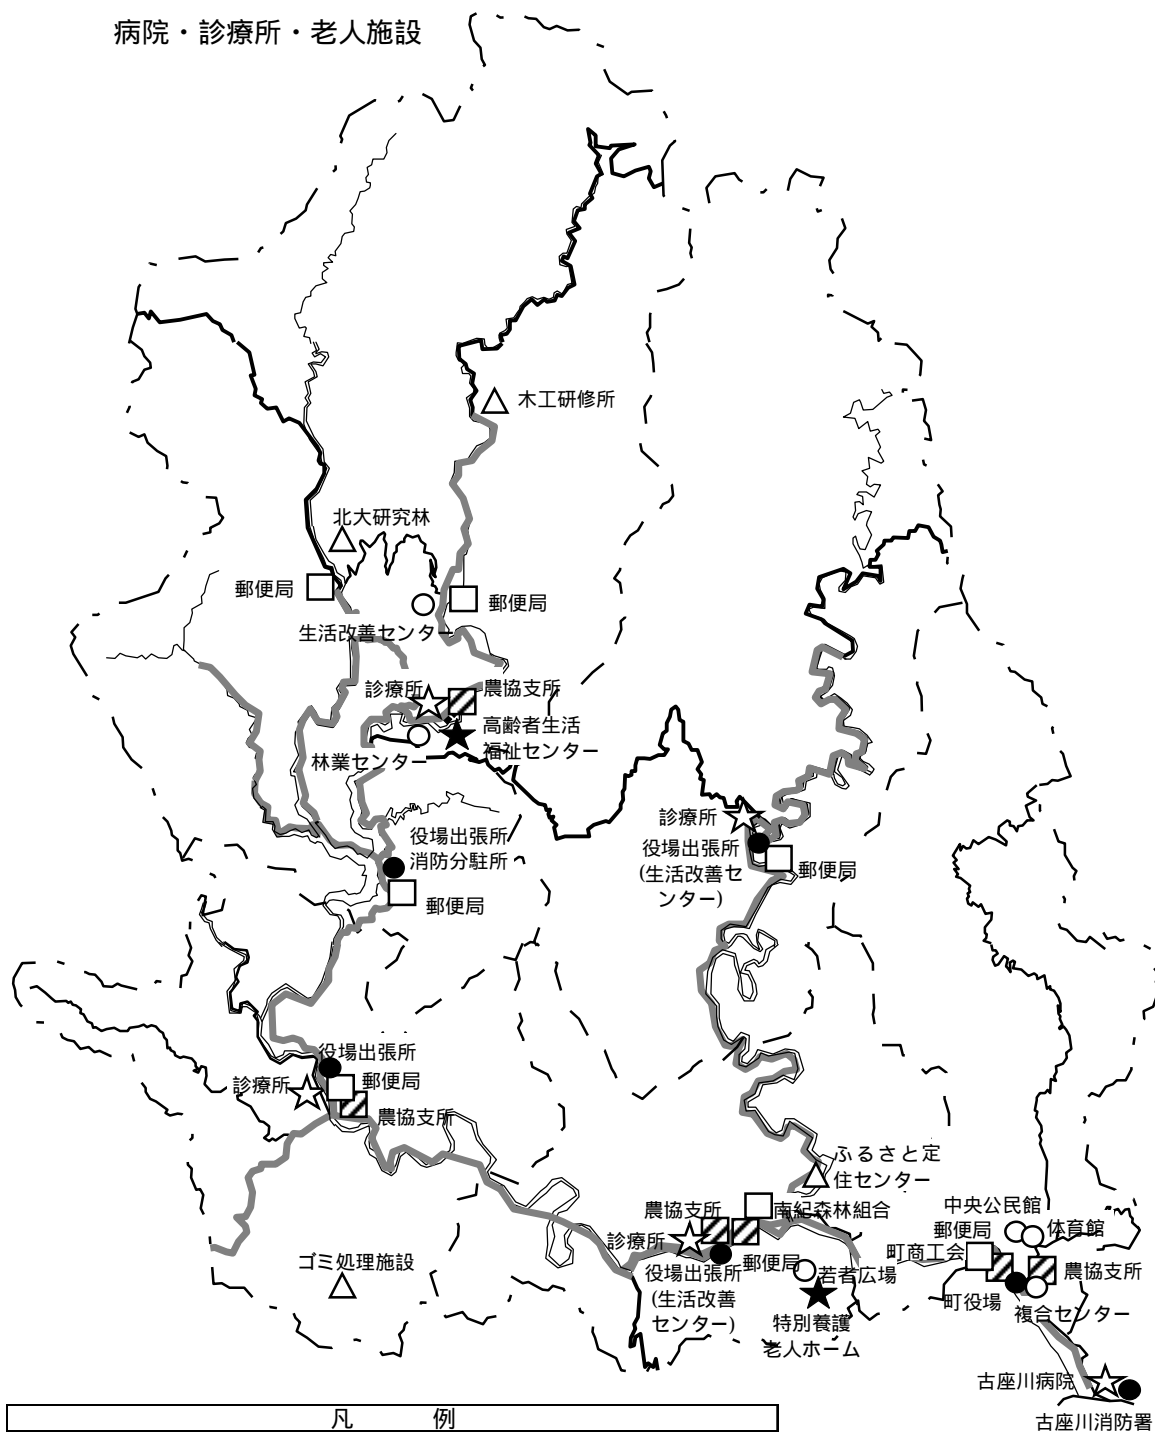 病院・診療所・老人施設
木工研修所
北大研究林
郵便局
郵便局
生活改善センター
診療所
農協支所
高齢者生活
福祉センター
林業センター
役場出張所
消防分駐所
郵便局
診療所
役場出張所
(生活改善セ
ンター)
郵便局
役場出張所
診療所
郵便局
農協支所
ふるさと定
住センター
農協支所
南紀森林組合
診療所
郵便局
役場出張所
(生活改善
センター)
若者広場
特別養護
老人ホーム
ゴミ処理施設
中央公民館
郵便局
体育館
町商工会
農協支所
町役場
複合センター
古座川病院
古座川消防署
凡　例